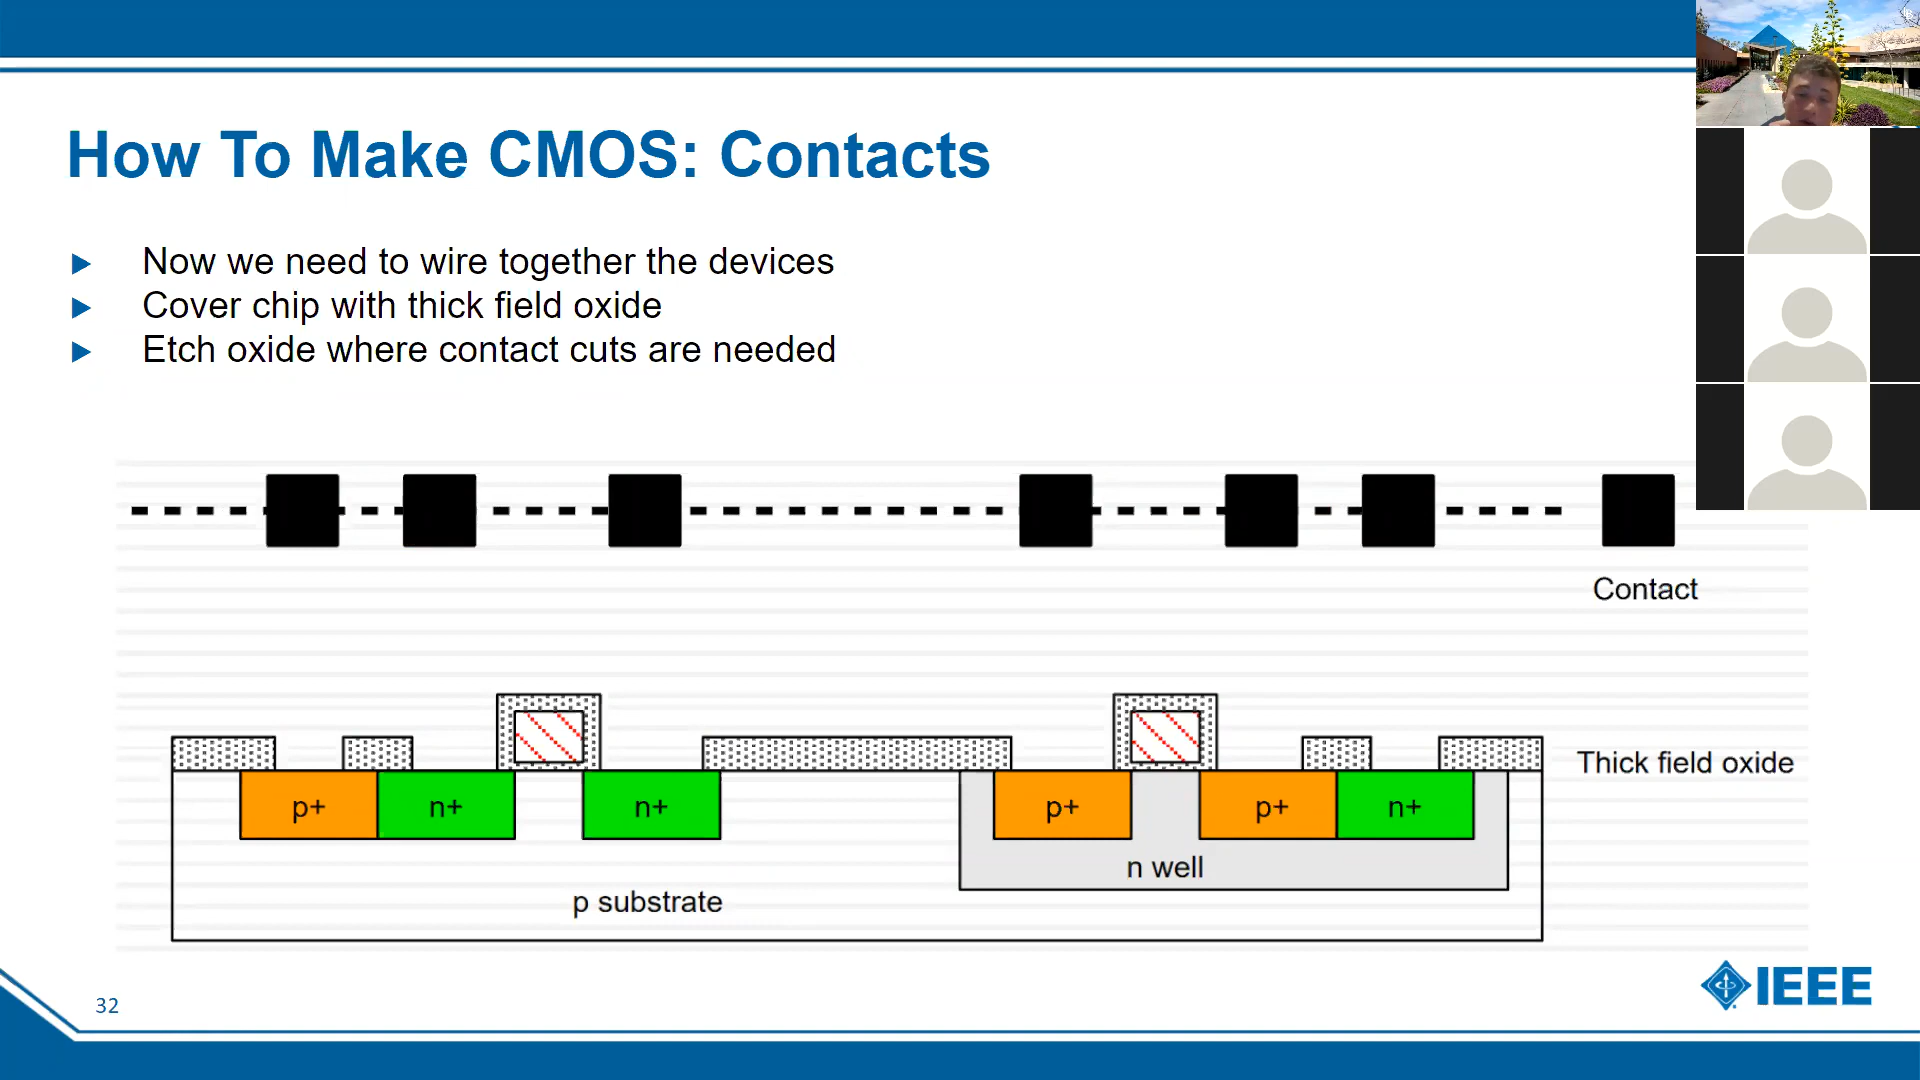 How To Make CMOS: Contacts
Now we need to wire together the devices
Cover chip with thick field oxide
Etch oxide where contact cuts are needed
Contact
Thick field oxide
p+ n+ n+ p+ p+ n+
n well
p substrate
32
IEEE